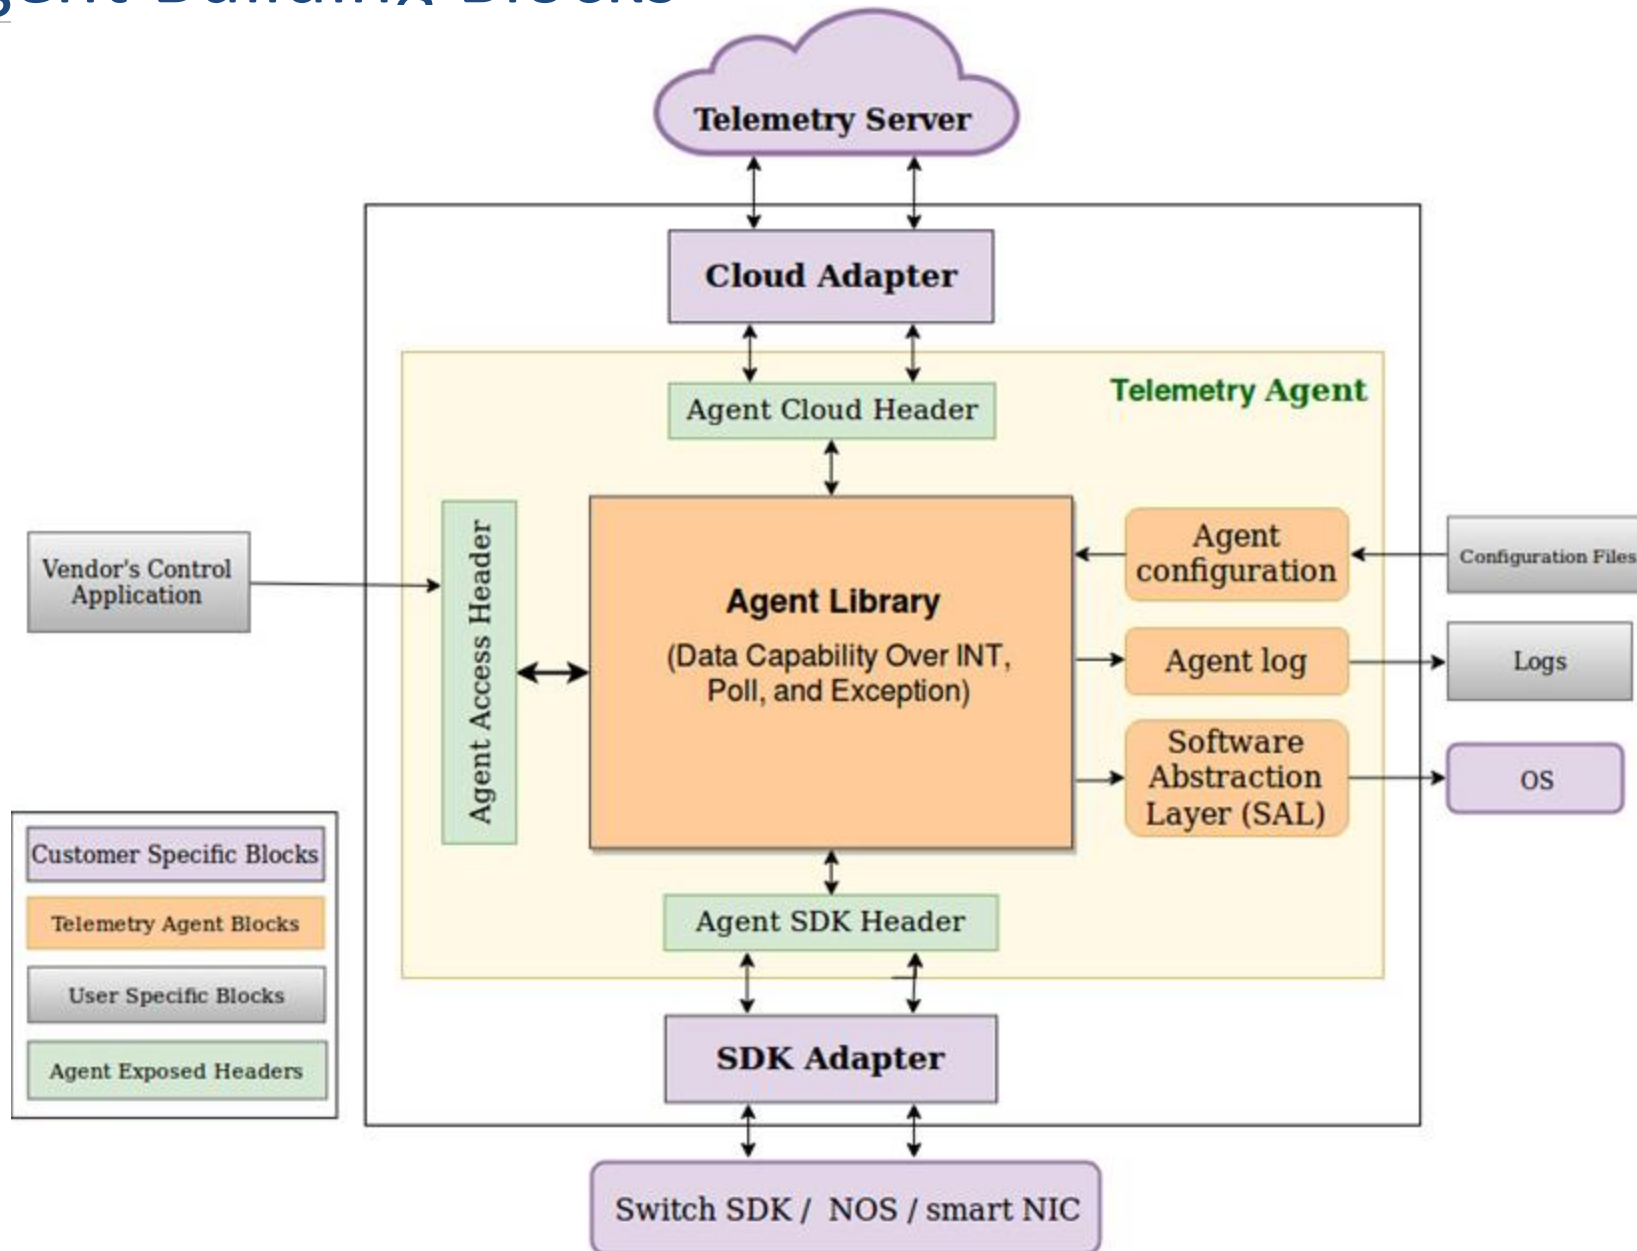 Building Blocks
Telemetry Server
Cloud Adapter
Telemetry Agent
Agent Cloud Header
Agent Access Header
Vendor's Control
Application
Agent Library
(Data Capability Over INT,
Poll, and Exception)
Agent
configuration
Configuration Files
Agent log
Logs
Software
Abstraction
Layer (SAL)
OS
Agent SDK Header
SDK Adapter
Switch SDK / NOS / smart NIC
Customer Specific Blocks
Telemetry Agent Blocks
User Specific Blocks
Agent Exposed Headers